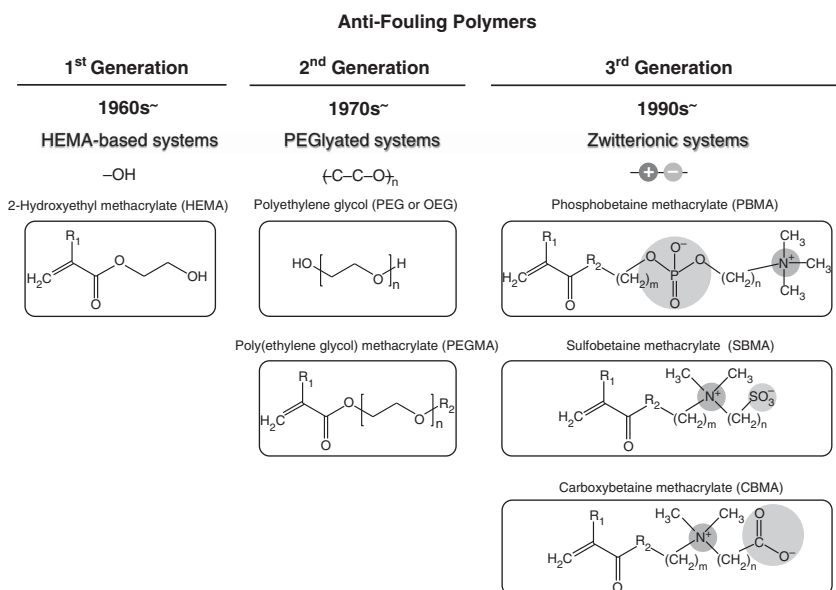 Anti-Fouling Polymers
1st Generation
1960s~
HEMA-based systems
–OH
2-Hydroxyethyl methacrylate (HEMA)
R1
H2C
O
O
OH
2nd Generation
1970s~
PEGlyated systems
(C–C–O)n
Polyethylene glycol (PEG or OEG)
HO[
O
]H
n
Poly(ethylene glycol) methacrylate (PEGMA)
R1
H2C
O
O
[
O
]R2
n
3rd Generation
1990s~
Zwitterionic systems
–+–−–
Phosphobetaine methacrylate (PBMA)
R1
H2C
O
R2
(CH2)m
O
O−
P
O
O
(CH2)n
N+
CH3
CH3
CH3
Sulfobetaine methacrylate (SBMA)
R1
H2C
O
R2
(CH2)m
H3C
CH3
N+
(CH2)n
SO3−
Carboxybetaine methacrylate (CBMA)
R1
H2C
O
R2
(CH2)m
H3C
CH3
N+
(CH2)n
O
C
O−